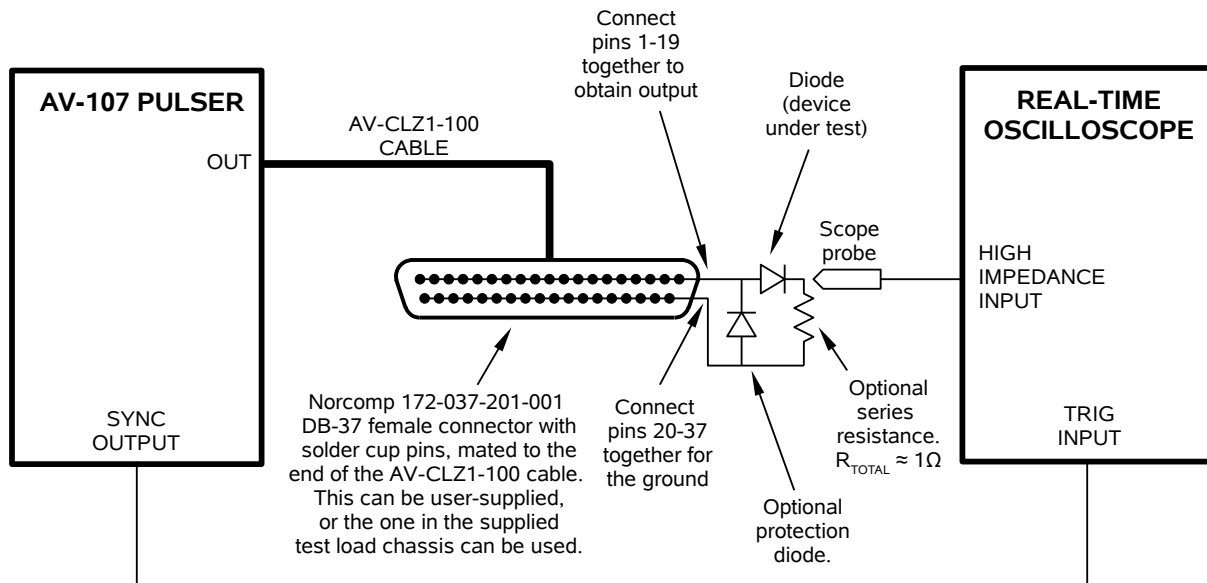 AV-107 PULSER
OUT
SYNC
OUTPUT
AV-CLZ1-100
CABLE
Connect
pins 1-19
together to
obtain output
Diode
(device
under test)
Scope
probe
REAL-TIME
OSCILLOSCOPE
HIGH
IMPEDANCE
INPUT
TRIG
INPUT
Norcomp 172-037-201-001
DB-37 female connector with
solder cup pins, mated to the
end of the AV-CLZ1-100 cable.
This can be user-supplied,
or the one in the supplied
test load chassis can be used.
Connect
pins 20-37
together for
the ground
Optional
protection
diode.
Optional
series
resistance.
R_TOTAL ≈ 1Ω